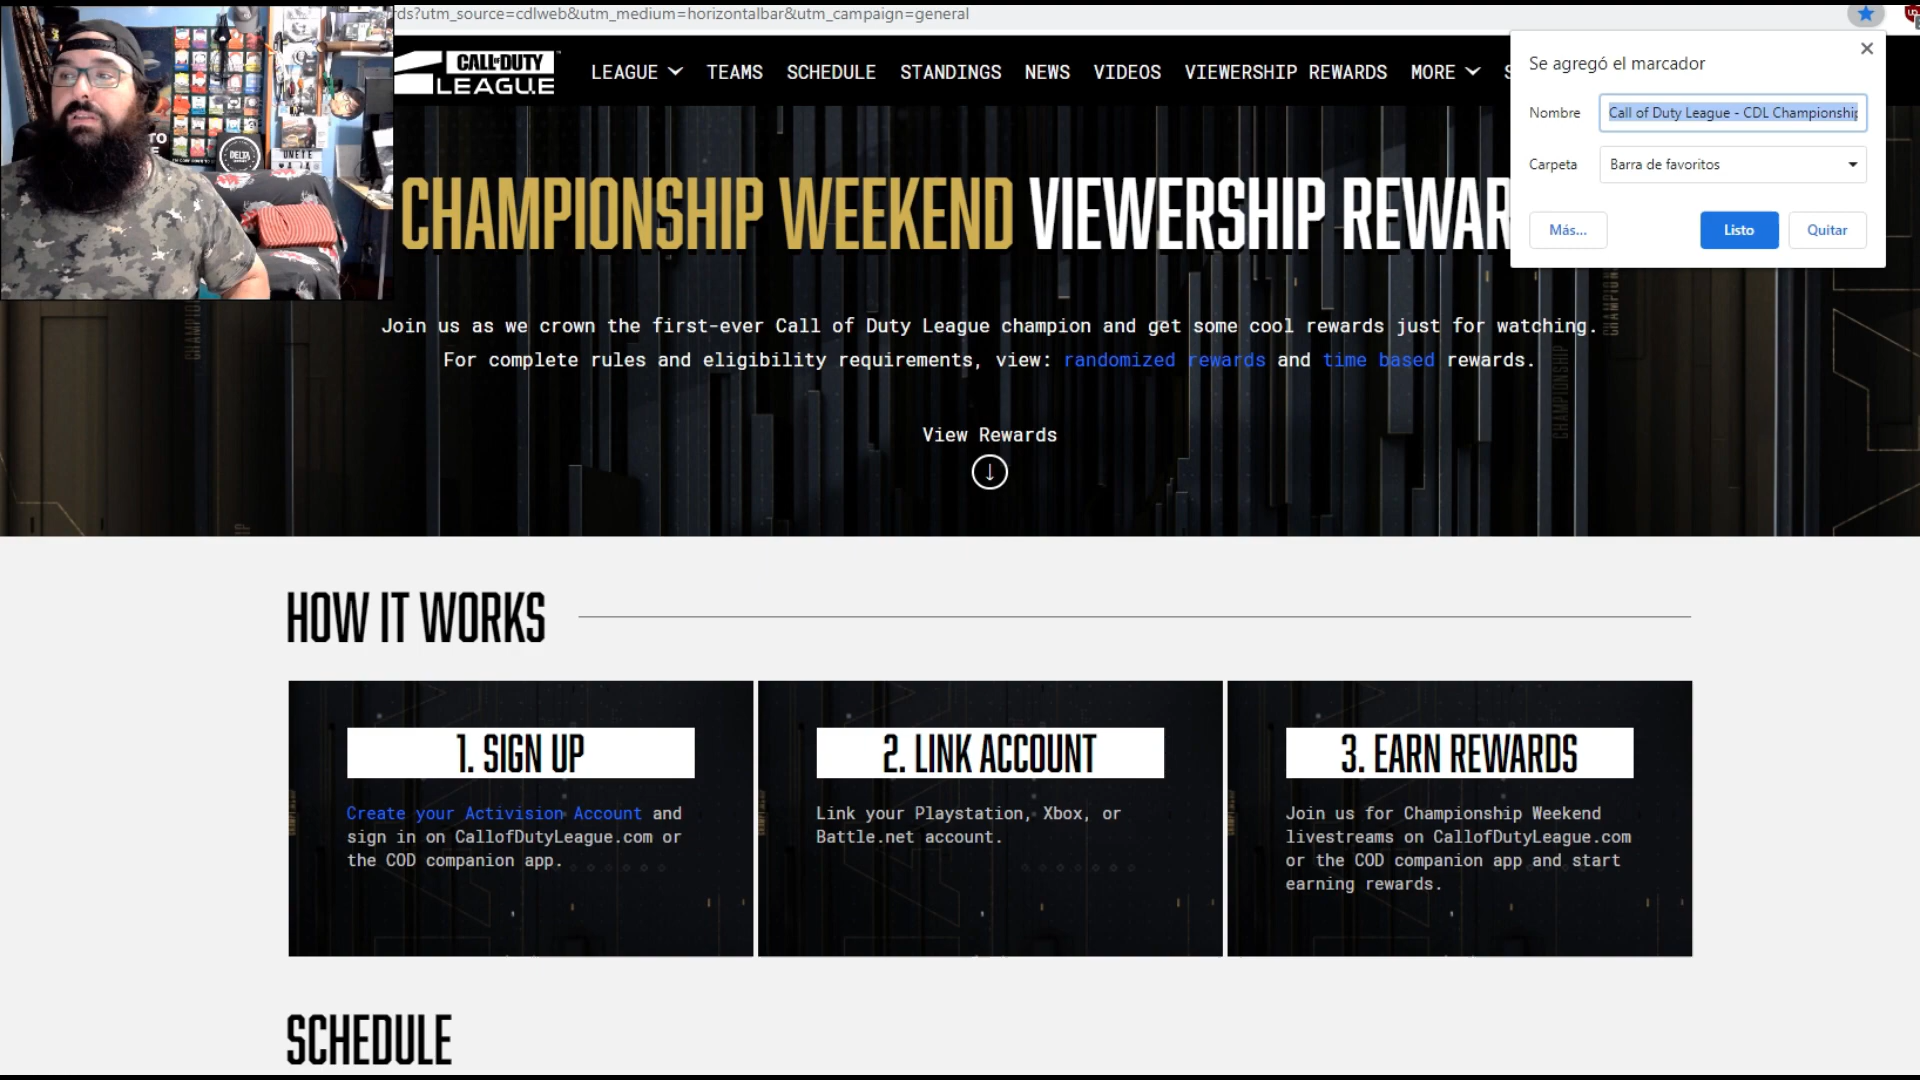 rds?utm_source=cdlweb&utm_medium=horizontalbar&utm_campaign=general
CALL OF DUTY
LEAGUE
LEAGUE
TEAMS
SCHEDULE
STANDINGS
NEWS
VIDEOS
VIEWERSHIP REWARDS
MORE
S
Se agregó el marcador
Nombre
Call of Duty League - CDL Championship
Carpeta
Barra de favoritos
Más...
Listo
Quitar
DELTA
UNETE
CHAMPIONSHIP WEEKEND VIEWERSHIP REWAR
Join us as we crown the first-ever Call of Duty League champion and get some cool rewards just for watching.
For complete rules and eligibility requirements, view: randomized rewards and time based rewards.
View Rewards
CHAMPIONSHIP
HOW IT WORKS
1. SIGN UP
Create your Activision Account and
sign in on CallofDutyLeague.com or
the COD companion app.
2. LINK ACCOUNT
Link your Playstation, Xbox, or
Battle.net account.
3. EARN REWARDS
Join us for Championship Weekend
livestreams on CallofDutyLeague.com
or the COD companion app and start
earning rewards.
SCHEDULE